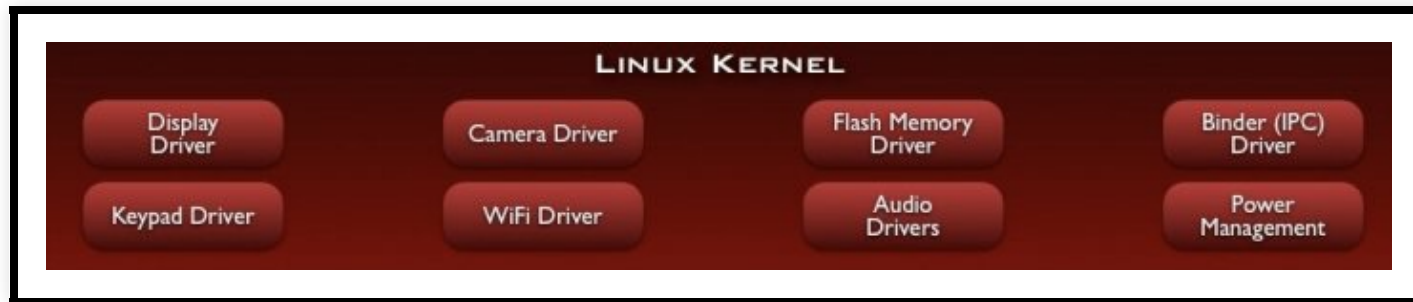 LINUX KERNEL
Display
Driver
Camera Driver
Flash Memory
Driver
Binder (IPC)
Driver
Keypad Driver
WiFi Driver
Audio
Drivers
Power
Management